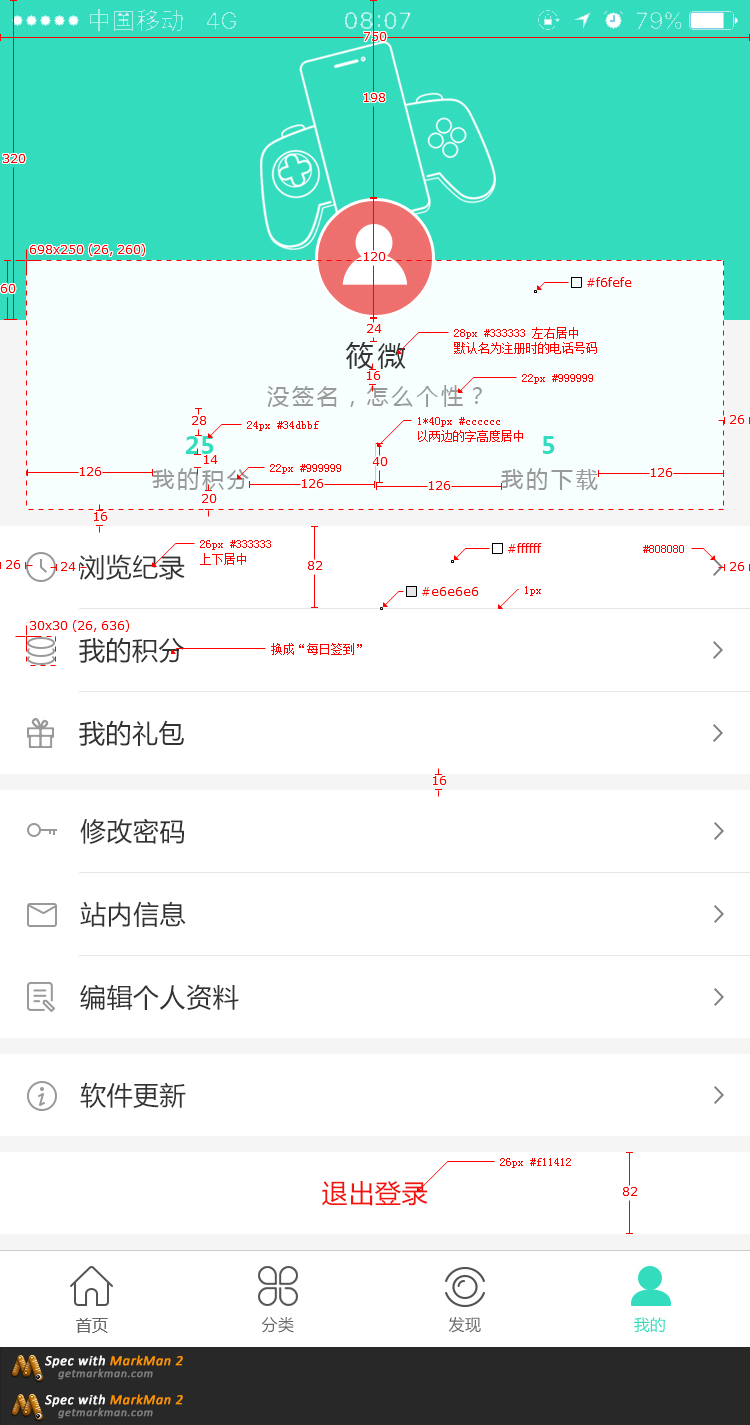 中国移动 4G 08:07 79%
750
198
320
698x250 (26, 260)
120
#f6fefe
60
24
28px #333333 左右居中
默认名为注册时的电话号码
筱微
16
22px #999999
没签名，怎么个性？
28
24px #34dbbf
1*40px #cccccc
以两边的字高度居中
26
25
5
14
22px #999999
40
126
我的积分
126
126
我的下载
126
20
16
26px #333333
上下居中
#ffffff
#808080
26
24
浏览纪录
82
26
#e6e6e6
1px
30x30 (26, 636)
我的积分
换成“每日签到”
我的礼包
16
修改密码
站内信息
编辑个人资料
软件更新
26px #f11412
退出登录
82
首页 分类 发现 我的
Spec with MarkMan 2
getmarkman.com
Spec with MarkMan 2
getmarkman.com